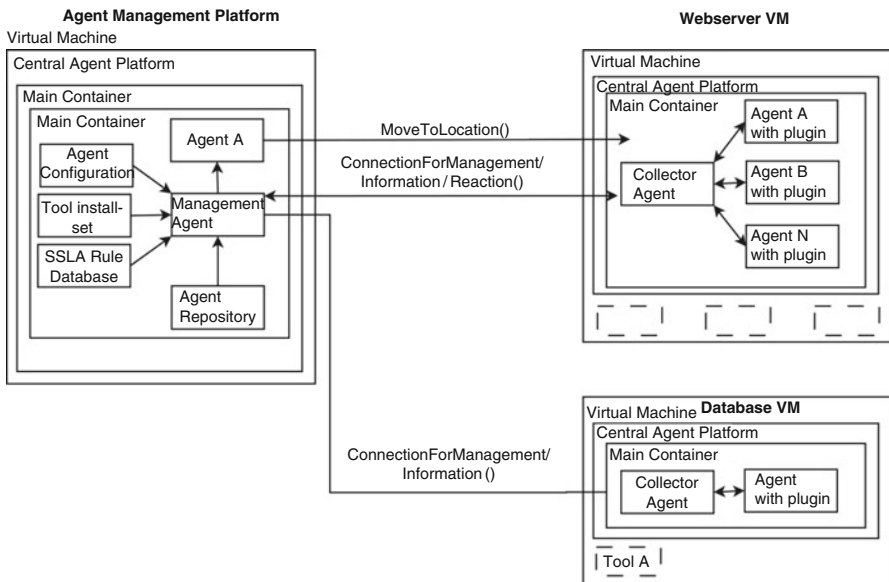 Agent Management Platform
Virtual Machine
Central Agent Platform
Main Container
Main Container
Agent A
Agent
Configuration
Tool install-
set
SSLA Rule
Database
Management
Agent
Agent
Repository
MoveToLocation()
ConnectionForManagement/
Information/Reaction()
ConnectionForManagement/
Information()
Webserver VM
Virtual Machine
Central Agent Platform
Main Container
Collector
Agent
Agent A
with plugin
Agent B
with plugin
Agent N
with plugin
Database VM
Virtual Machine
Central Agent Platform
Main Container
Collector
Agent
Agent
with plugin
Tool A